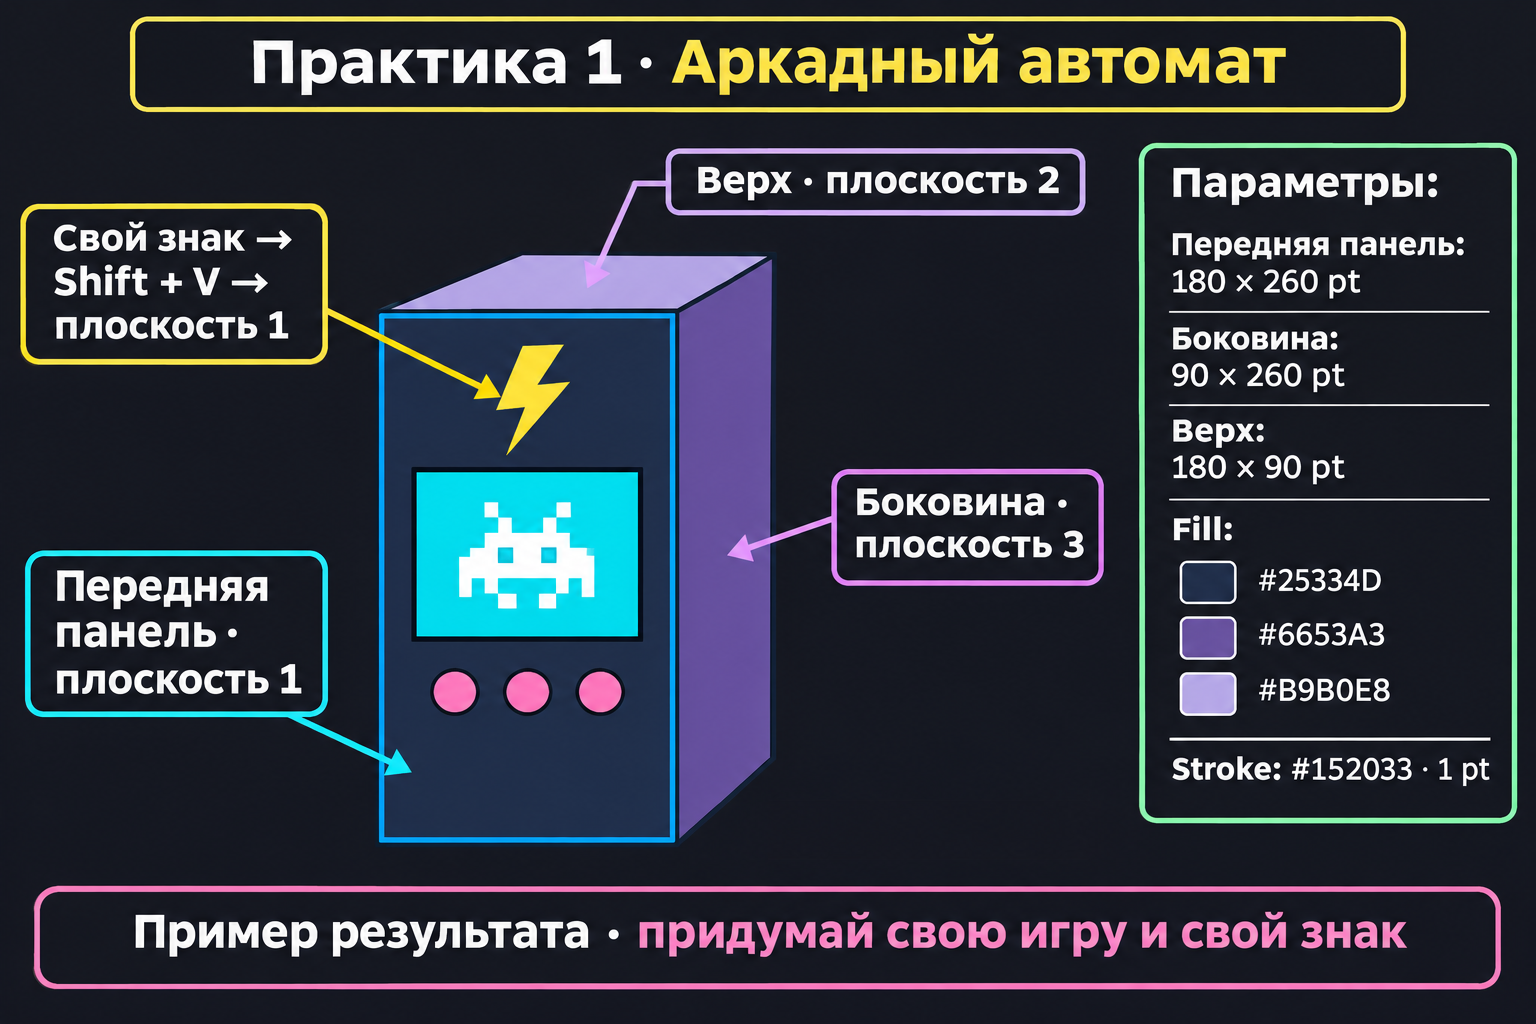 Практика 1 · Аркадный автомат
Верх · плоскость 2
Свой знак →
Shift + V →
плоскость 1
Боковина ·
плоскость 3
Передняя
панель ·
плоскость 1
Параметры:
Передняя панель:
180 × 260 pt
Боковина:
90 × 260 pt
Верх:
180 × 90 pt
Fill:
#25334D
#6653A3
#B9B0E8
Stroke: #152033 · 1 pt
Пример результата · придумай свою игру и свой знак